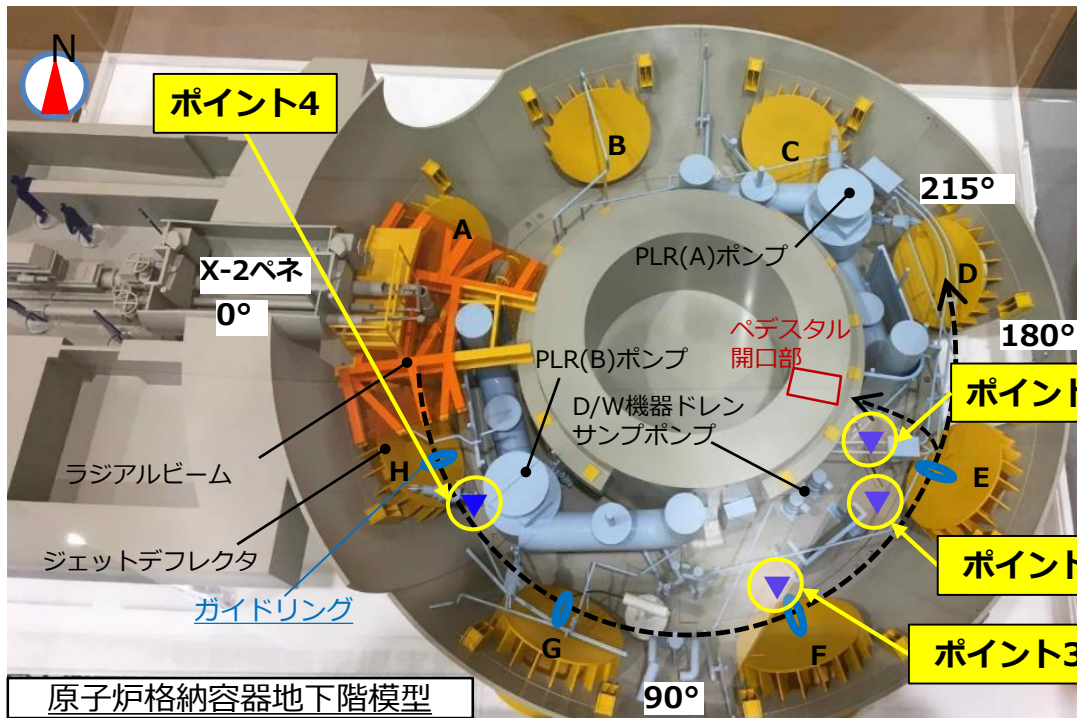 N
ポイント4
B
C
215°
A
PLR(A)ポンプ
D
X-2ペネ
0°
ペデスタル
開口部
180°
PLR(B)ポンプ
D/W機器ドレン
サンプポンプ
ポイント
ラジアルビーム
H
E
ジェットデフレクタ
ポイント
ガイドリング
G
F
ポイント3
90°
原子炉格納容器地下階模型